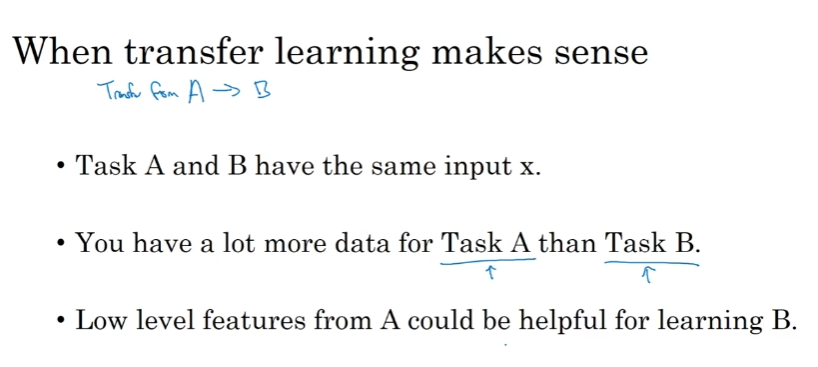 When transfer learning makes sense
Transfer from A → B
• Task A and B have the same input x.
• You have a lot more data for Task A than Task B.
• Low level features from A could be helpful for learning B.